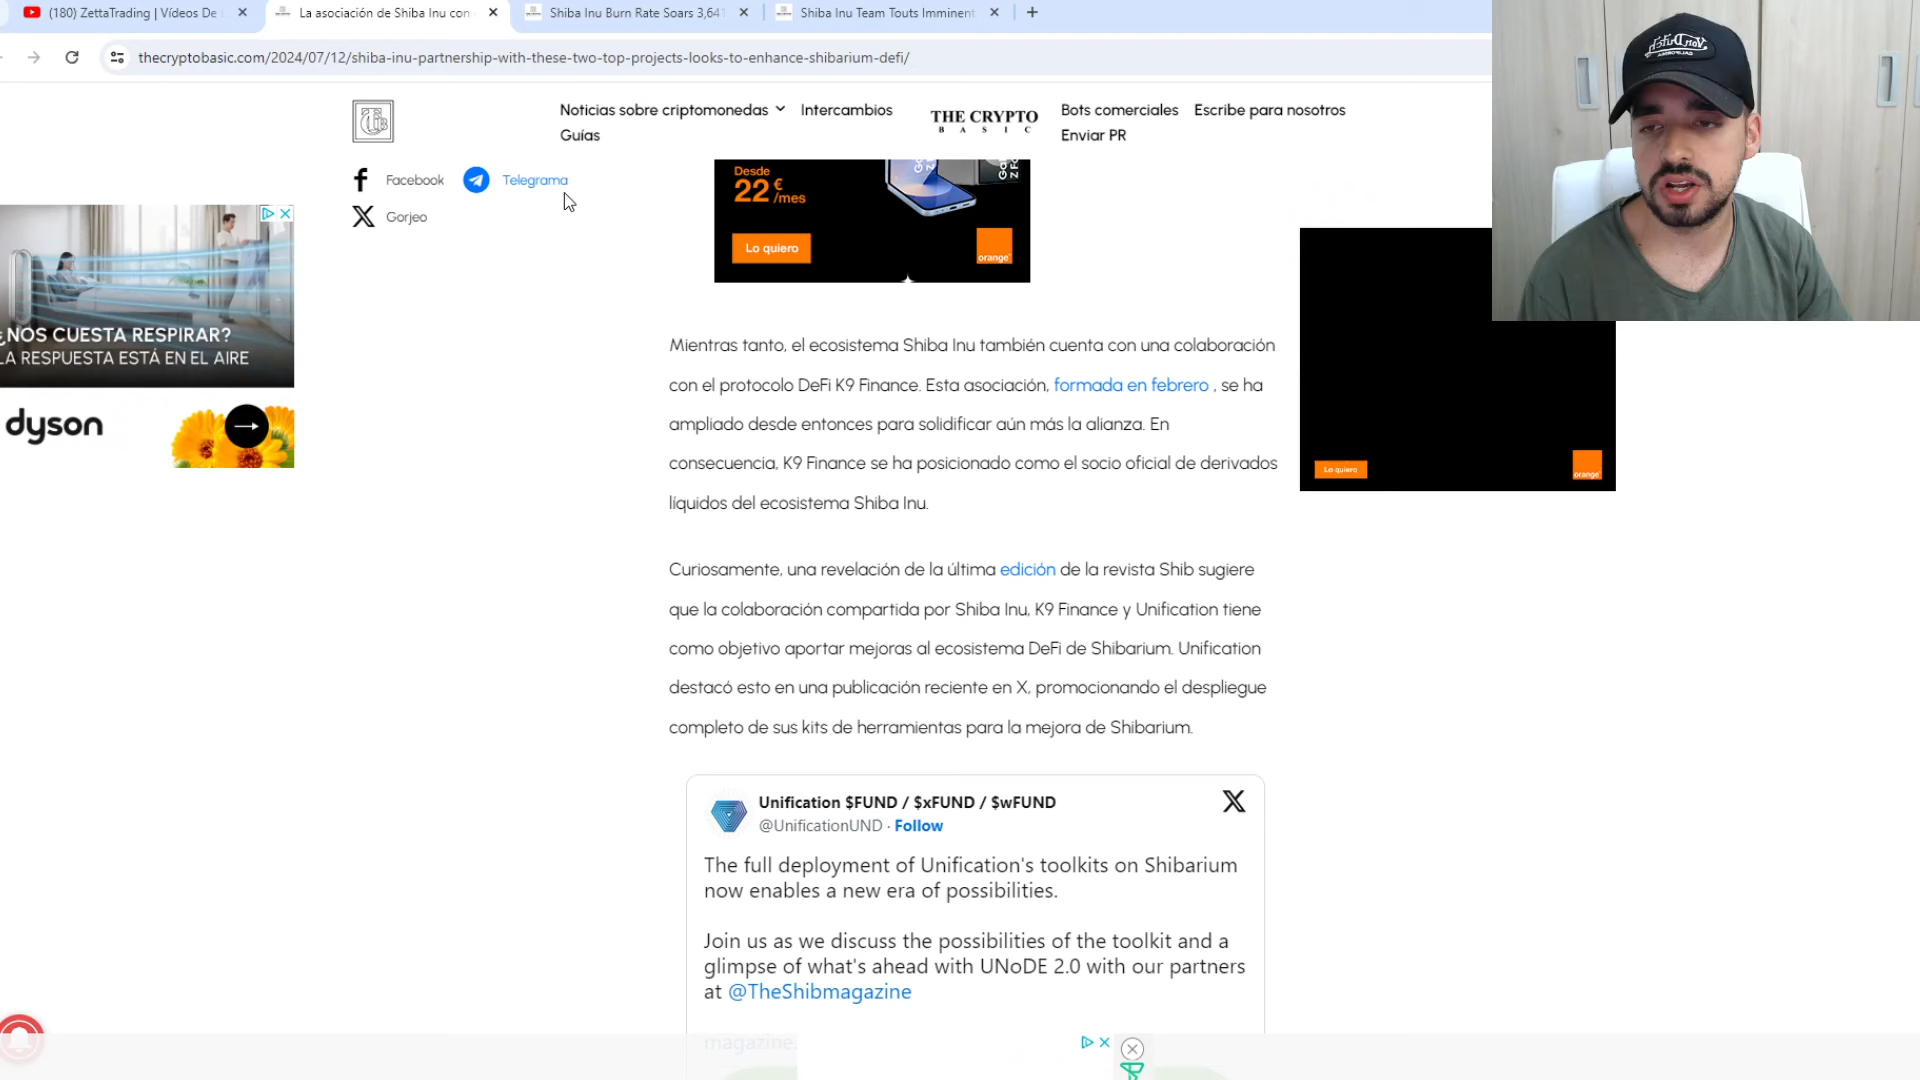 (180) ZettaTrading | Vídeos De
La asociación de Shiba Inu con
Shiba Inu Burn Rate Soars 3,641
Shiba Inu Team Touts Imminent
thecryptobasic.com/2024/07/12/shiba-inu-partnership-with-these-two-top-projects-looks-to-enhance-shibarium-defi/
Noticias sobre criptomonedas
Intercambios
Guías
THE CRYPTO
BASIC
Bots comerciales
Escribe para nosotros
Enviar PR
Facebook
Telegrama
Gorjeo
Desde
22 €
/mes
Lo quiero
orange
¿NOS CUESTA RESPIRAR?
LA RESPUESTA ESTÁ EN EL AIRE
dyson
Lo quiero
orange
Von Dutch
Mientras tanto, el ecosistema Shiba Inu también cuenta con una colaboración
con el protocolo DeFi K9 Finance. Esta asociación, formada en febrero , se ha
ampliado desde entonces para solidificar aún más la alianza. En
consecuencia, K9 Finance se ha posicionado como el socio oficial de derivados
líquidos del ecosistema Shiba Inu.
Curiosamente, una revelación de la última edición de la revista Shib sugiere
que la colaboración compartida por Shiba Inu, K9 Finance y Unification tiene
como objetivo aportar mejoras al ecosistema DeFi de Shibarium. Unification
destacó esto en una publicación reciente en X, promocionando el despliegue
completo de sus kits de herramientas para la mejora de Shibarium.
Unification $FUND / $xFUND / $wFUND
@UnificationUND · Follow
The full deployment of Unification's toolkits on Shibarium
now enables a new era of possibilities.
Join us as we discuss the possibilities of the toolkit and a
glimpse of what's ahead with UNoDE 2.0 with our partners
at @TheShibmagazine
magazine.